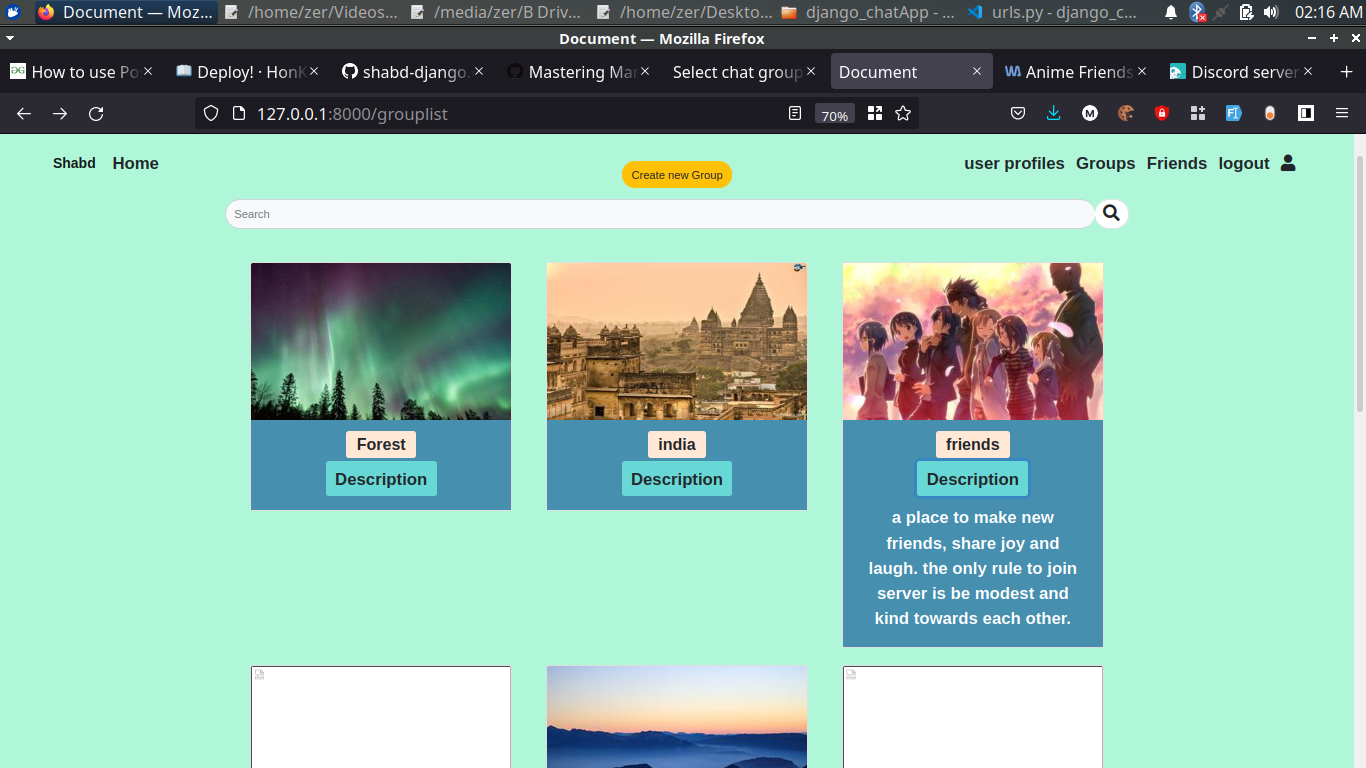 Document — Moz...
/home/zer/Videos...
/media/zer/B Driv...
/home/zer/Deskto...
django_chatApp - ...
urls.py - django_c...
02:16 AM
Document — Mozilla Firefox
How to use Po
Deploy! · Honk
shabd-django.
Mastering Mar
Select chat group
Document
Anime Friends
Discord server
127.0.0.1:8000/grouplist
70%
Shabd Home
Create new Group
user profiles Groups Friends logout
Search
Forest
Description
india
Description
friends
Description
a place to make new
friends, share joy and
laugh. the only rule to join
server is be modest and
kind towards each other.